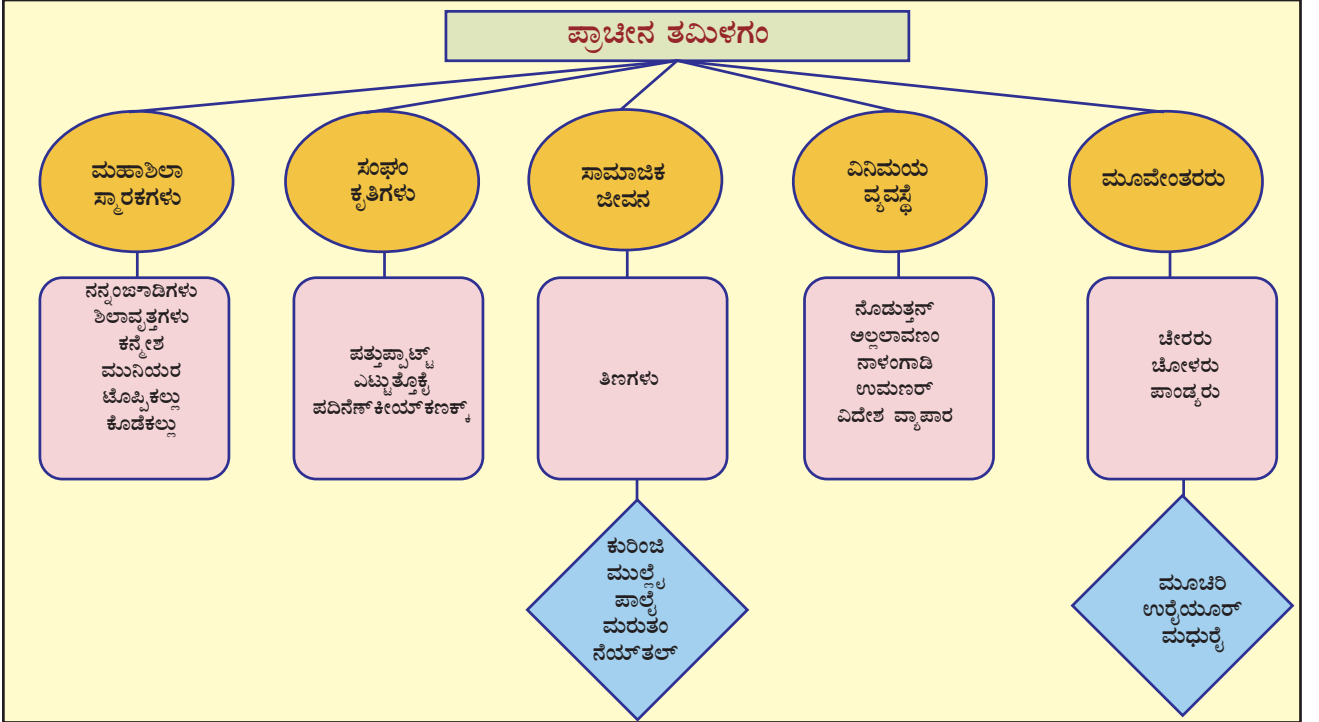 ಪ್ರಾಚೀನ ತಮಿಳಗಂ
ಮಹಾಶಿಲಾ
ಸ್ಮಾರಕಗಳು
ಸಂಘಂ
ಕೃತಿಗಳು
ಸಾಮಾಜಿಕ
ಜೀವನ
ವಿನಿಮಯ
ವ್ಯವಸ್ಥೆ
ಮೂವೇಂತರರು
ನನ್ನಂಙಾಡಿಗಳು
ಶಿಲಾವೃತ್ತಗಳು
ಕನ್ಮೇಶ
ಮುನಿಯರ
ಟೊಪ್ಪಿಕಲ್ಲು
ಕೊಡೆಕಲ್ಲು
ಪತ್ತುಪ್ಪಾಟ್ಟ್
ಎಟ್ಟುತ್ತೊಕೈ
ಪದಿನೆಣ್‌ಕೀಯ್‌ಕಣಕ್ಕ್
ತಿಣಗಳು
ನೊಡುತ್ತನ್
ಅಲ್ಲಲಾವಣಂ
ನಾಳಂಗಾಡಿ
ಉಮಣರ್
ವಿದೇಶ ವ್ಯಾಪಾರ
ಚೇರರು
ಚೋಳರು
ಪಾಂಡ್ಯರು
ಕುರಿಂಜಿ
ಮುಲ್ಲೈ
ಪಾಲೈ
ಮರುತಂ
ನೆಯ್‌ತಲ್
ಮೂಚಿರಿ
ಉರೈಯೂರ್
ಮಧುರೈ